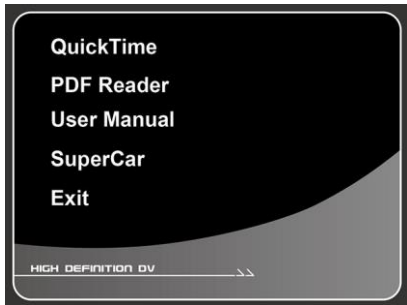 QuickTime
PDF Reader
User Manual
SuperCar
Exit
HIGH DEFINITION DV